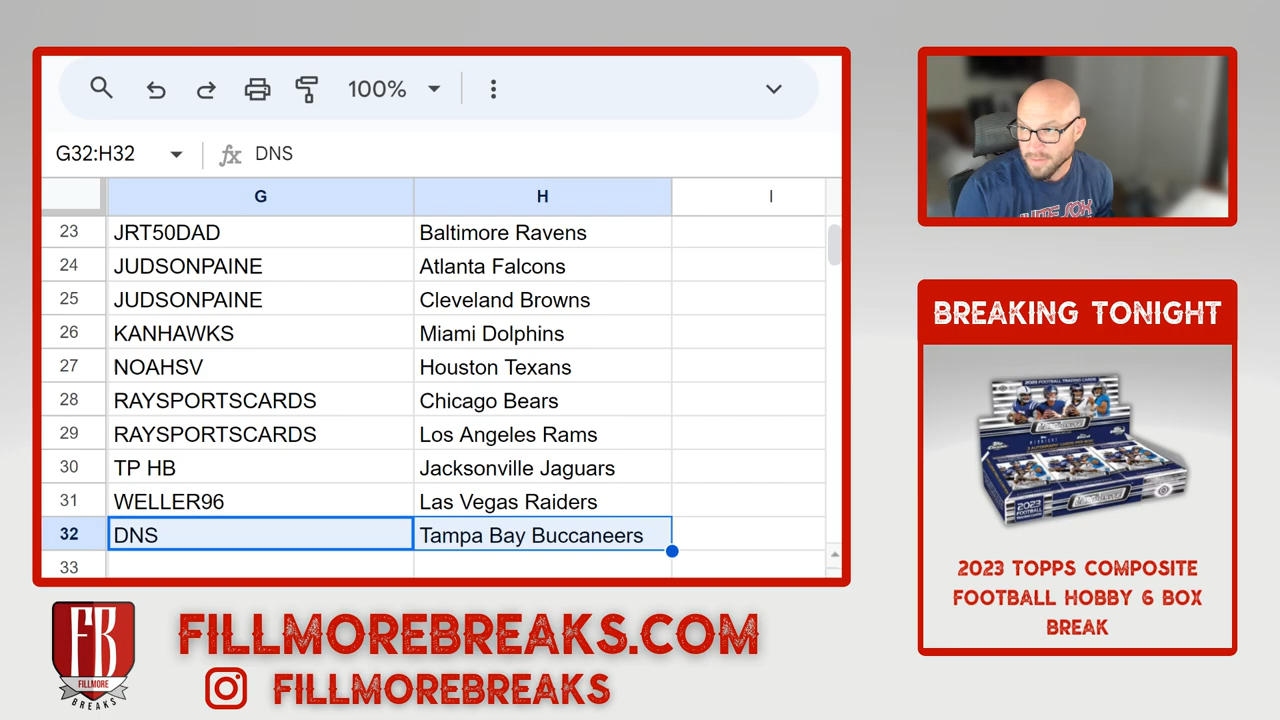 100%
G32:H32
fx DNS
G H I
23 JRT50DAD Baltimore Ravens
24 JUDSONPAINE Atlanta Falcons
25 JUDSONPAINE Cleveland Browns
26 KANHAWKS Miami Dolphins
27 NOAHSV Houston Texans
28 RAYSPORTSCARDS Chicago Bears
29 RAYSPORTSCARDS Los Angeles Rams
30 TP HB Jacksonville Jaguars
31 WELLER96 Las Vegas Raiders
32 DNS Tampa Bay Buccaneers
33
BREAKING TONIGHT
2023
FOOTBALL
2023 TOPPS COMPOSITE
FOOTBALL HOBBY 6 BOX
BREAK
FB
FILLMORE
BREAKS
FILLMOREBREAKS.COM
FILLMOREBREAKS